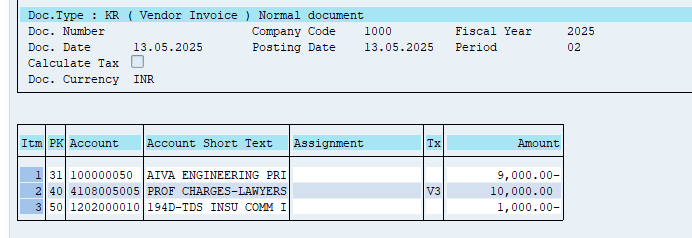 Doc.Type : KR ( Vendor Invoice ) Normal document
Doc. Number Company Code 1000 Fiscal Year 2025
Doc. Date 13.05.2025 Posting Date 13.05.2025 Period 02
Calculate Tax
Doc. Currency INR
Itm PK Account Account Short Text Assignment Tx Amount
1 31 100000050 AIVA ENGINEERING PRI 9,000.00-
2 40 4108005005 PROF CHARGES-LAWYERS V3 10,000.00
3 50 1202000010 194D-TDS INSU COMM I 1,000.00-